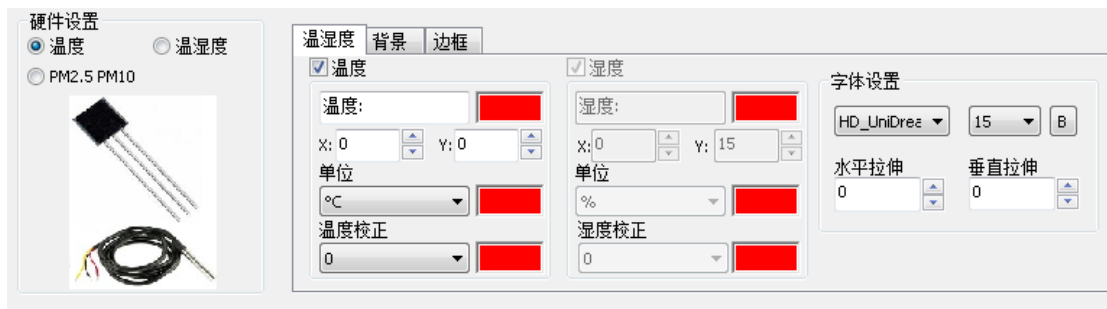 硬件设置
温度
温湿度
PM2.5 PM10
温湿度
背景
边框
温度
温度:
X: 0
Y: 0
单位
℃
温度校正
0
湿度
湿度:
X: 0
Y: 15
单位
%
湿度校正
0
字体设置
HD_UniDrea
15
B
水平拉伸
垂直拉伸
0
0